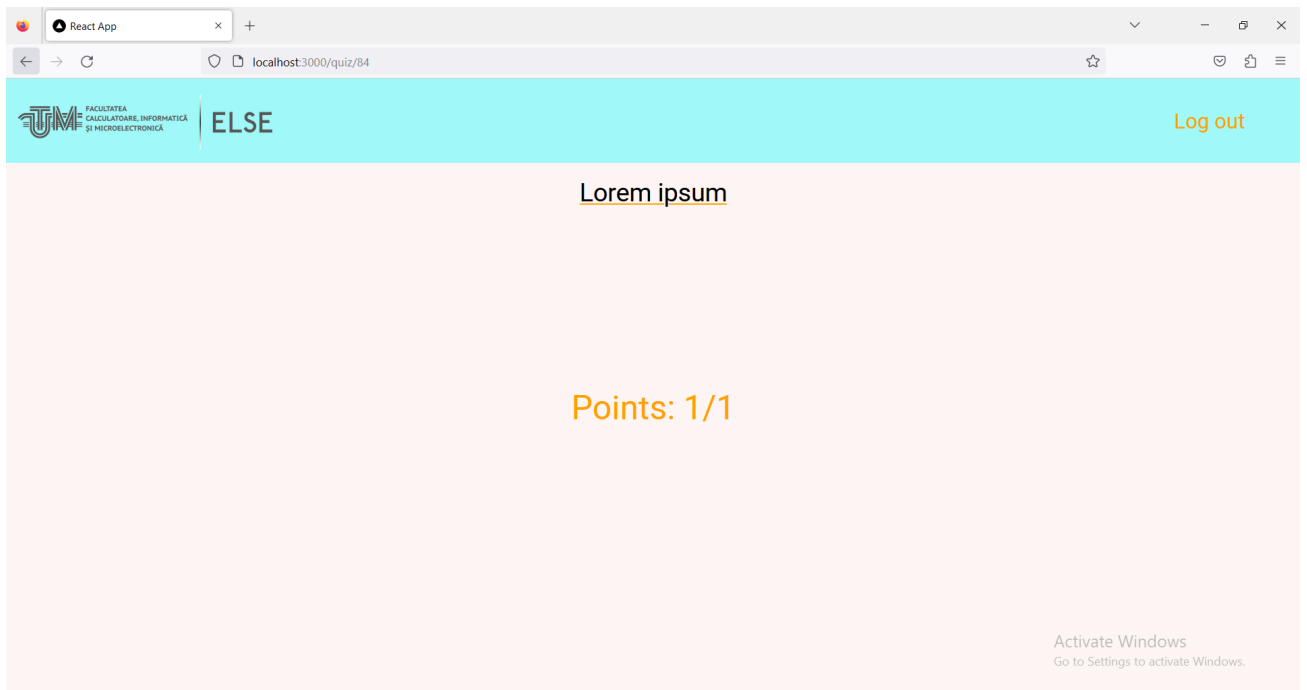 React App
localhost:3000/quiz/84
UTM
FACULTATEA
CALCULATOARE, INFORMATICĂ
ȘI MICROELECTRONICĂ
ELSE
Log out
Lorem ipsum
Points: 1/1
Activate Windows
Go to Settings to activate Windows.